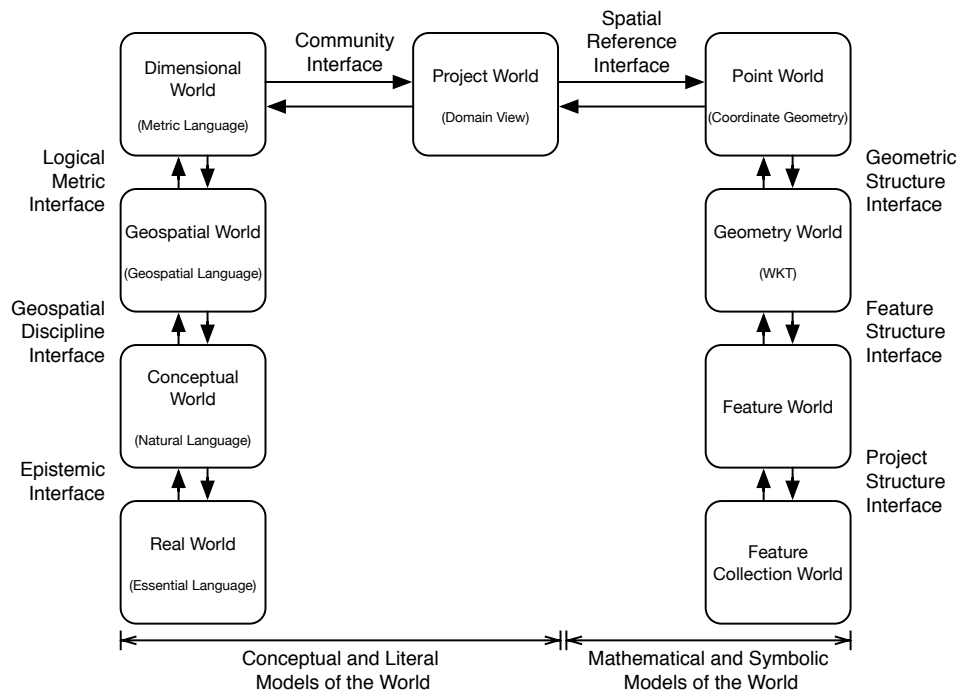 Dimensional
World
(Metric Language)
Community
Interface
Project World
(Domain View)
Spatial
Reference
Interface
Point World
(Coordinate Geometry)
Logical
Metric
Interface
Geometric
Structure
Interface
Geospatial World
(Geospatial Language)
Geometry World
(WKT)
Geospatial
Discipline
Interface
Feature
Structure
Interface
Conceptual
World
(Natural Language)
Feature World
Epistemic
Interface
Project
Structure
Interface
Real World
(Essential Language)
Feature
Collection World
Conceptual and Literal
Models of the World
Mathematical and Symbolic
Models of the World